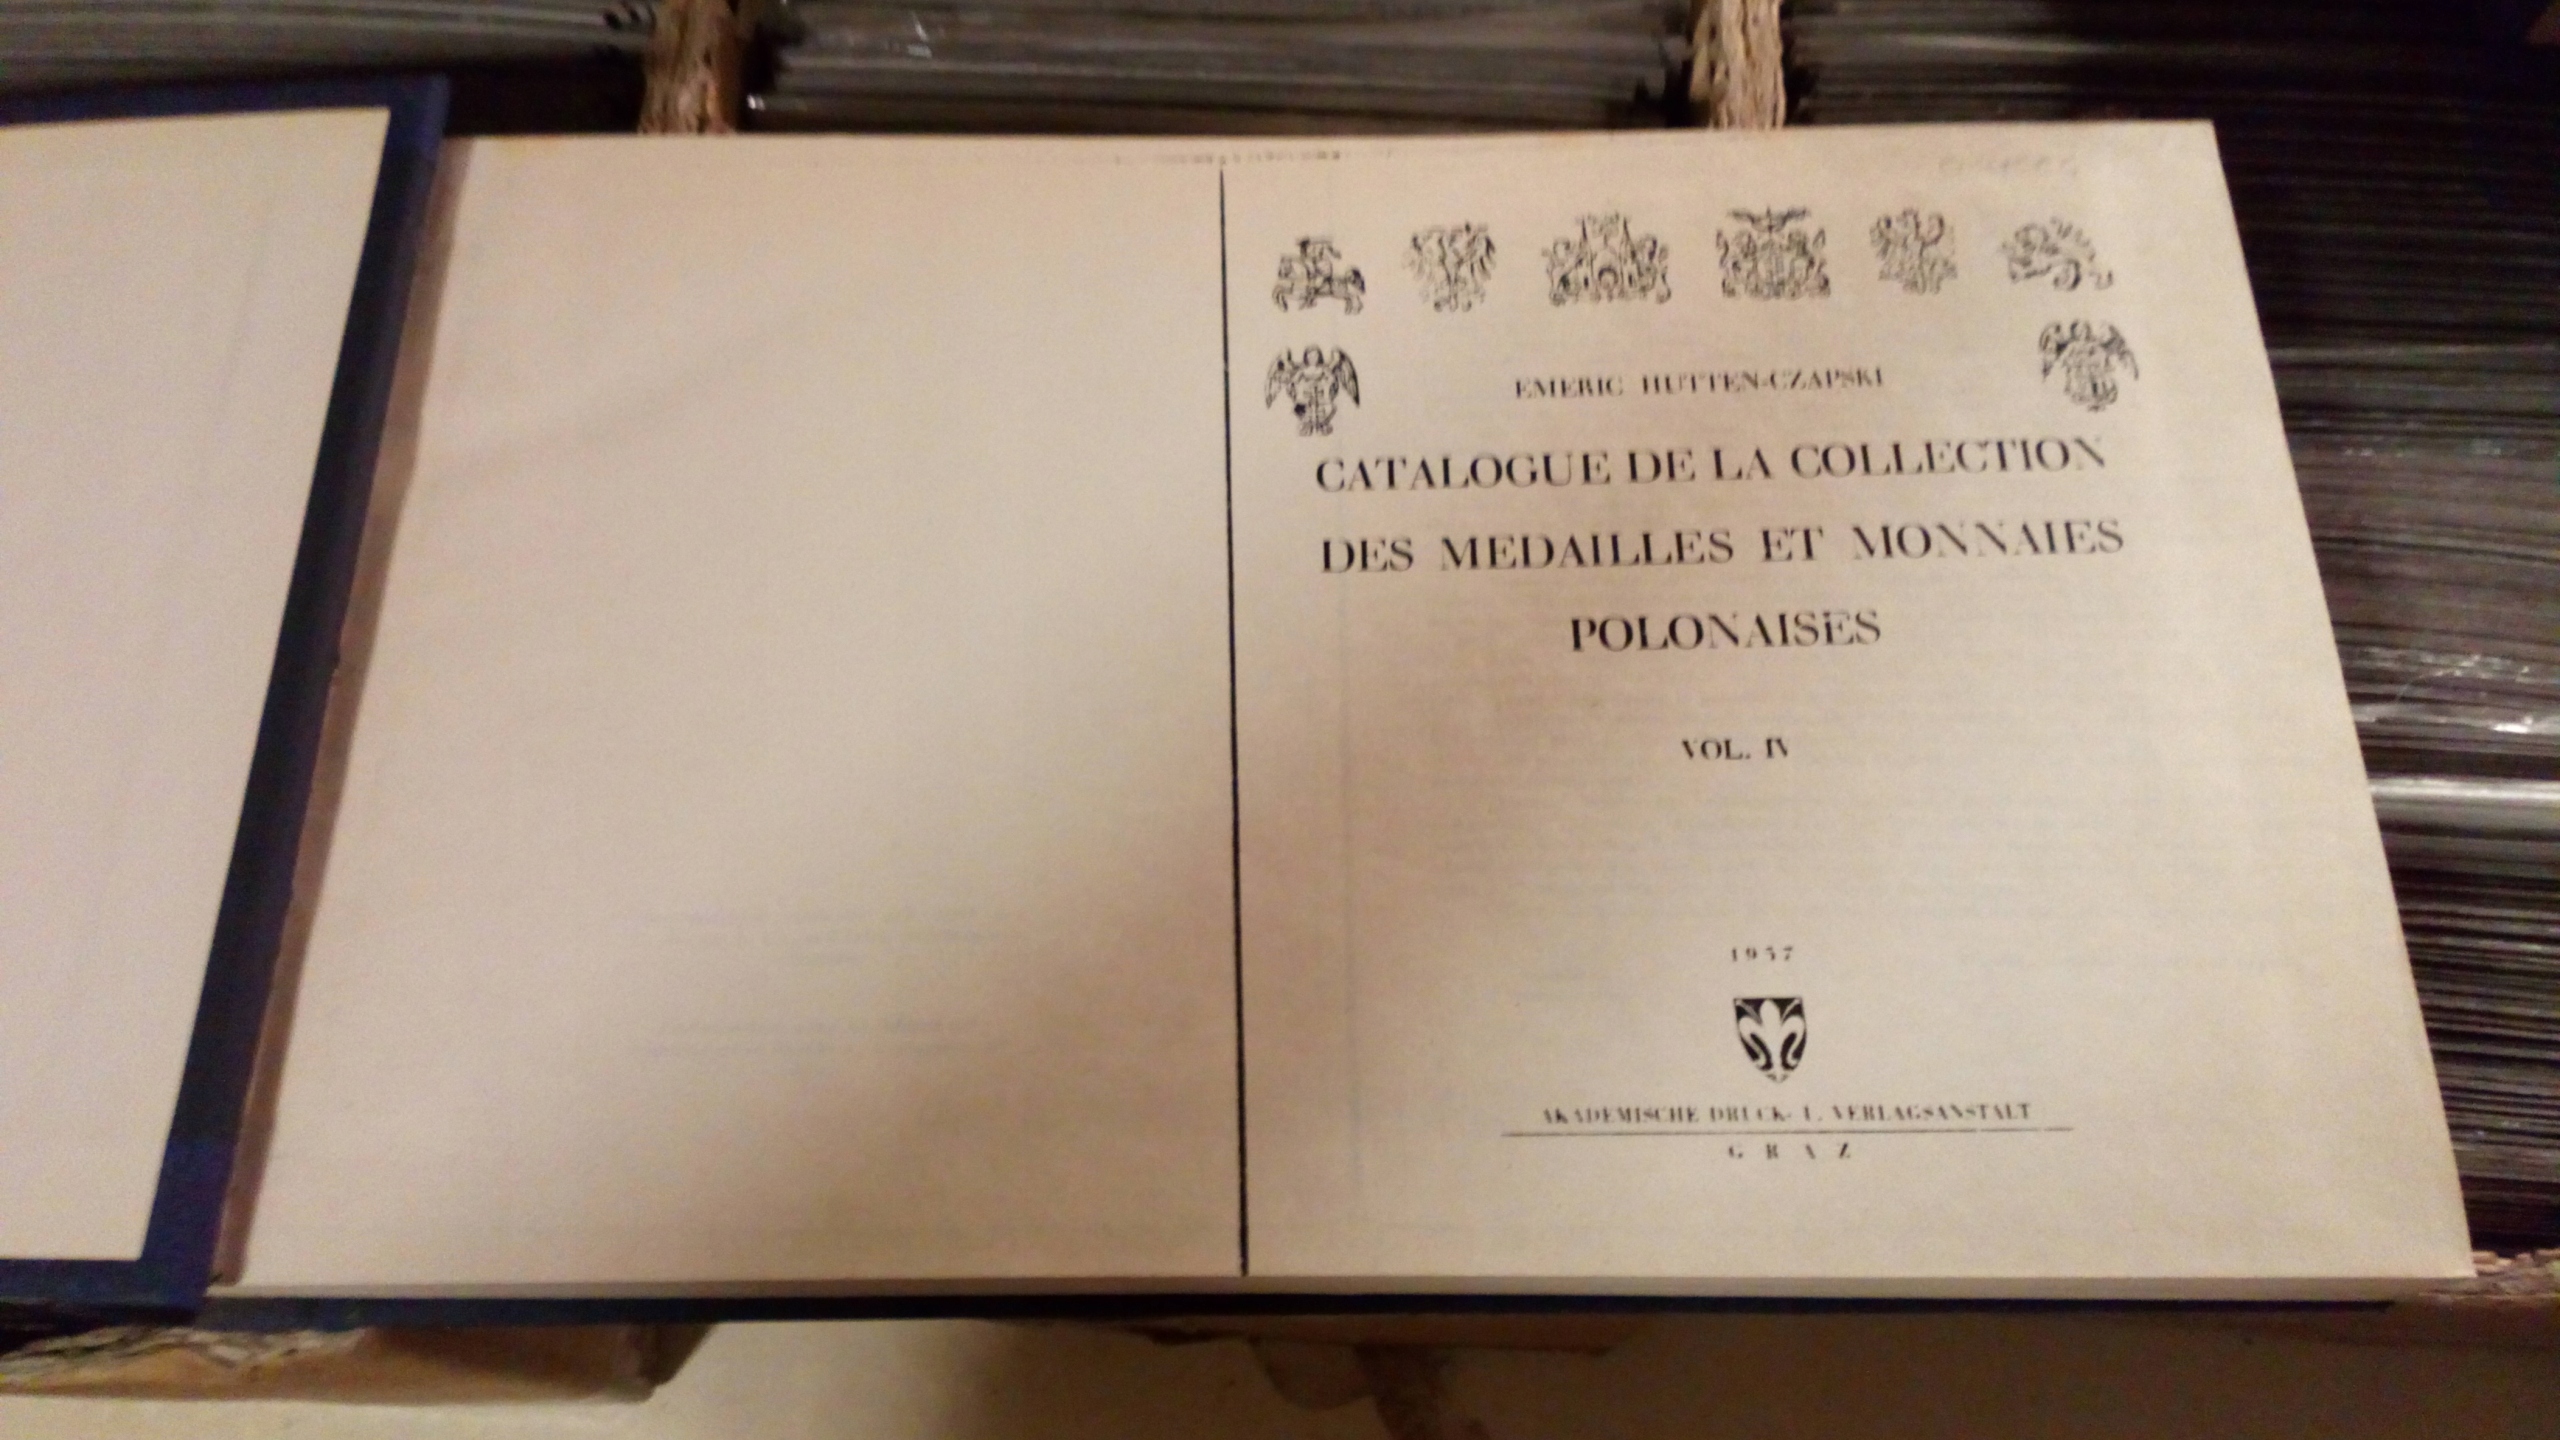 EMERIC HUTTEN-CZAPSKI
CATALOGUE DE LA COLLECTION
DES MEDAILLES ET MONNAIES
POLONAISES
VOL. IV
1957
AKADEMISCHE DRUCK- U. VERLAGSANSTALT
GRAZ